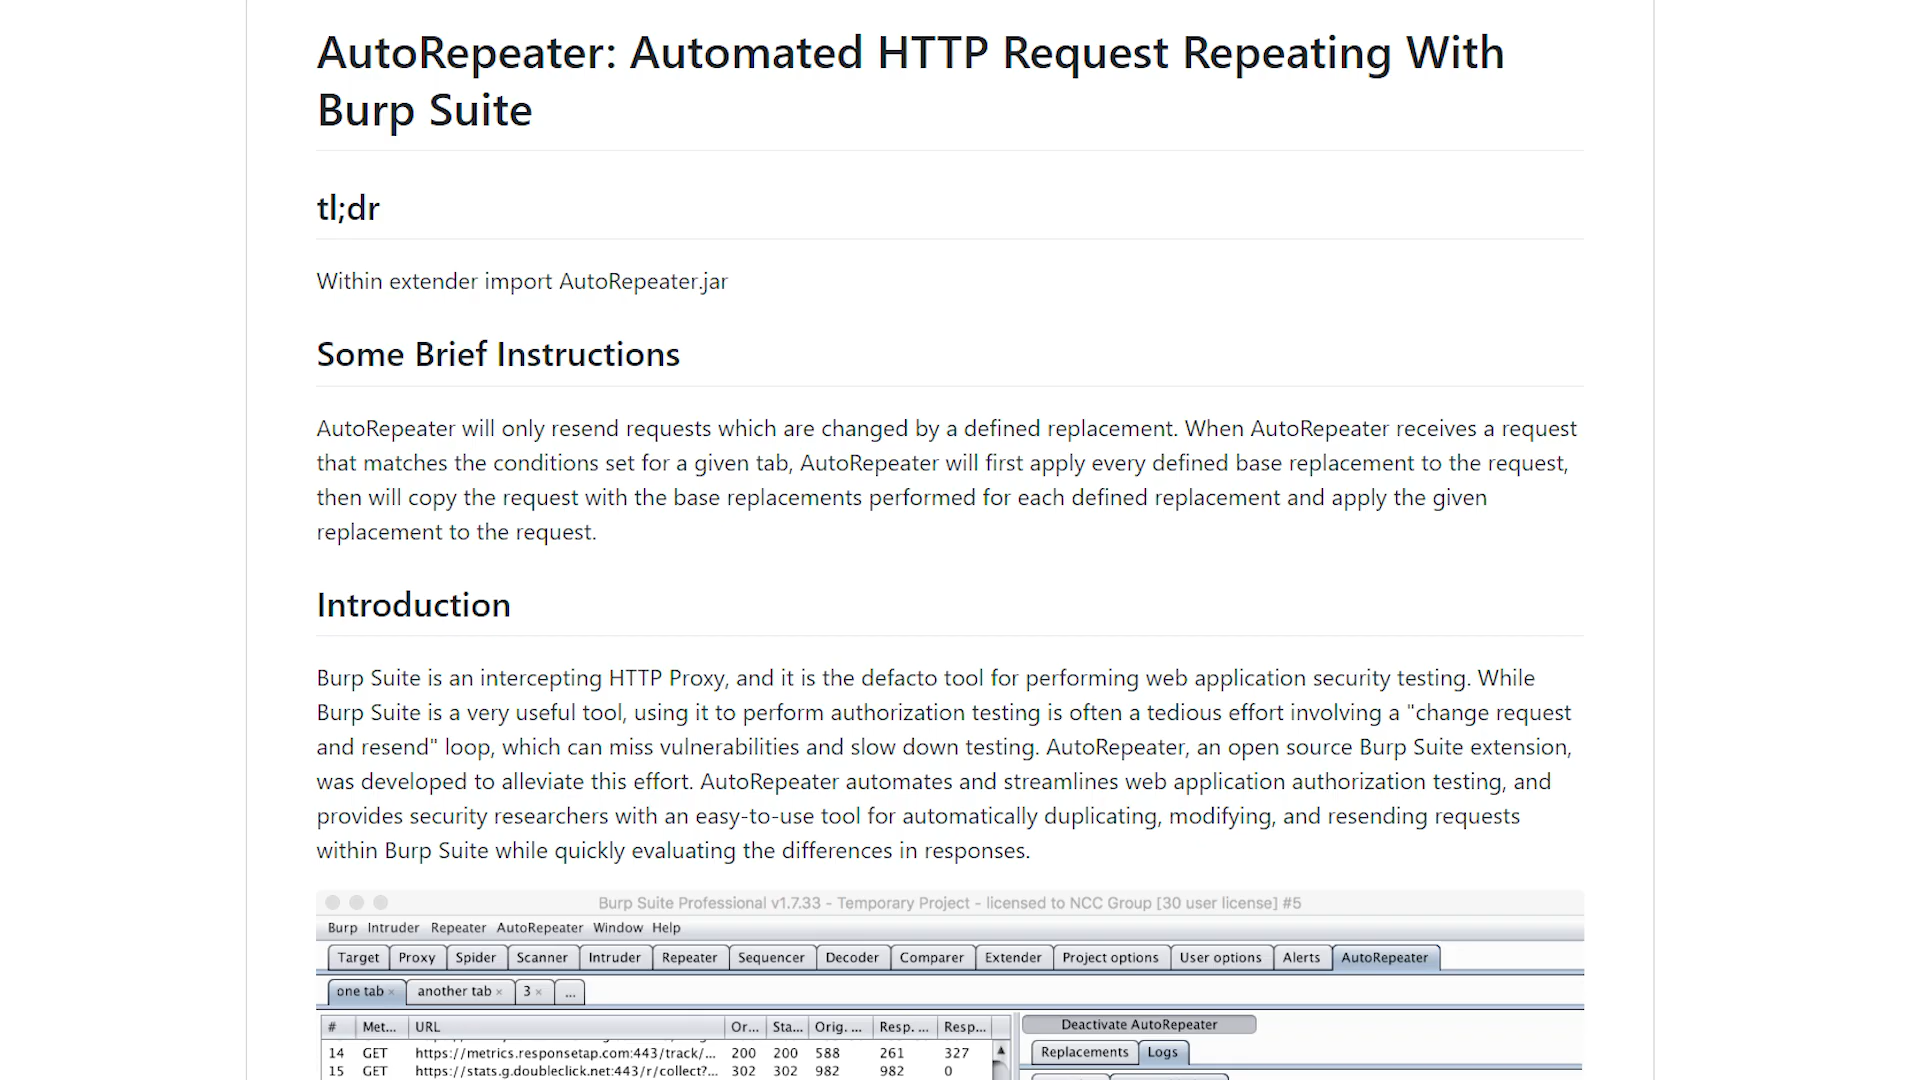 AutoRepeater: Automated HTTP Request Repeating With
Burp Suite
tl;dr
Within extender import AutoRepeater.jar
Some Brief Instructions
AutoRepeater will only resend requests which are changed by a defined replacement. When AutoRepeater receives a request
that matches the conditions set for a given tab, AutoRepeater will first apply every defined base replacement to the request,
then will copy the request with the base replacements performed for each defined replacement and apply the given
replacement to the request.
Introduction
Burp Suite is an intercepting HTTP Proxy, and it is the defacto tool for performing web application security testing. While
Burp Suite is a very useful tool, using it to perform authorization testing is often a tedious effort involving a "change request
and resend" loop, which can miss vulnerabilities and slow down testing. AutoRepeater, an open source Burp Suite extension,
was developed to alleviate this effort. AutoRepeater automates and streamlines web application authorization testing, and
provides security researchers with an easy-to-use tool for automatically duplicating, modifying, and resending requests
within Burp Suite while quickly evaluating the differences in responses.
Burp Suite Professional v1.7.33 - Temporary Project - licensed to NCC Group [30 user license] #5
Burp Intruder Repeater AutoRepeater Window Help
Target Proxy Spider Scanner Intruder Repeater Sequencer Decoder Comparer Extender Project options User options Alerts AutoRepeater
one tab × another tab × 3 × ...
# Met... URL Or... Sta... Orig. ... Resp. ... Resp... Deactivate AutoRepeater
Replacements Logs
14 GET https://metrics.responsetap.com:443/track/... 200 200 588 261 327
15 GET https://stats.g.doubleclick.net:443/r/collect?... 302 302 982 982 0